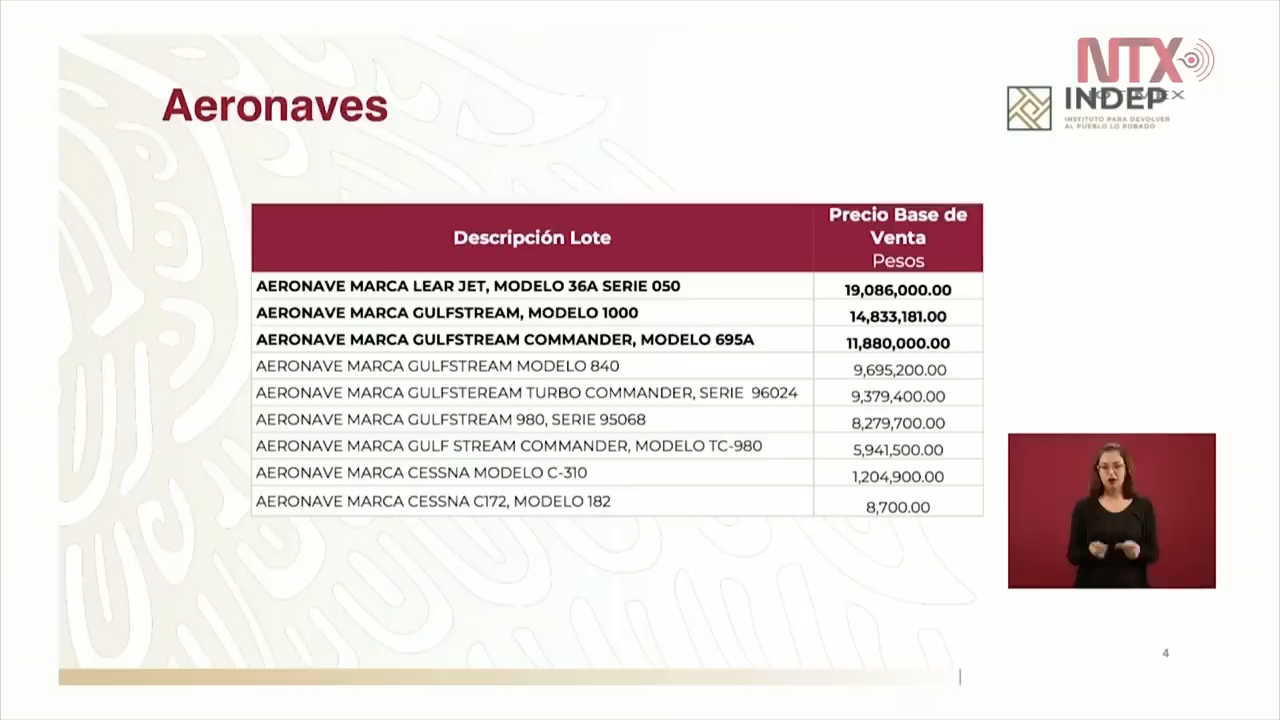 NTX
Aeronaves
INDEP
INSTITUTO PARA DEVOLVER
AL PUEBLO LO ROBADO
Descripción Lote
Precio Base de
Venta
Pesos
AERONAVE MARCA LEAR JET, MODELO 36A SERIE 050 19,086,000.00
AERONAVE MARCA GULFSTREAM, MODELO 1000 14,833,181.00
AERONAVE MARCA GULFSTREAM COMMANDER, MODELO 695A 11,880,000.00
AERONAVE MARCA GULFSTREAM MODELO 840 9,695,200.00
AERONAVE MARCA GULFSTEREAM TURBO COMMANDER, SERIE 96024 9,379,400.00
AERONAVE MARCA GULFSTREAM 980, SERIE 95068 8,279,700.00
AERONAVE MARCA GULF STREAM COMMANDER, MODELO TC-980 5,941,500.00
AERONAVE MARCA CESSNA MODELO C-310 1,204,900.00
AERONAVE MARCA CESSNA C172, MODELO 182 8,700.00
4